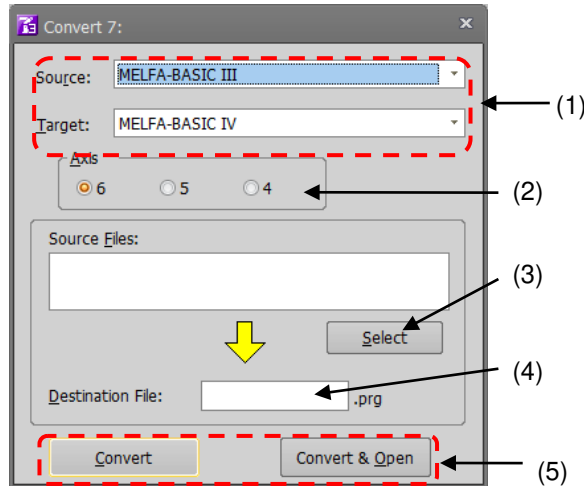 Convert 7:
Source: MELFA-BASIC III
(1)
Target: MELFA-BASIC IV
Axis
6 5 4
(2)
Source Files:
(3)
Select
(4)
Destination File: .prg
Convert Convert & Open
(5)